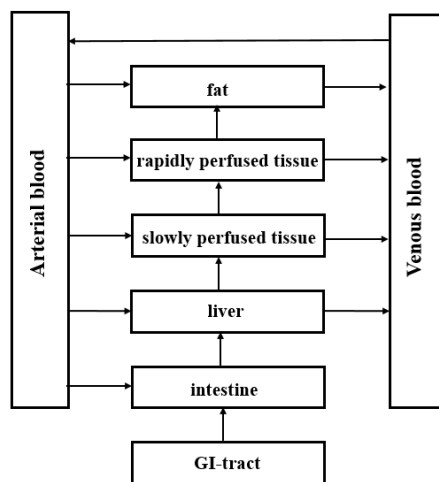 fat
rapidly perfused tissue
slowly perfused tissue
liver
intestine
GI-tract
Arterial blood
Venous blood